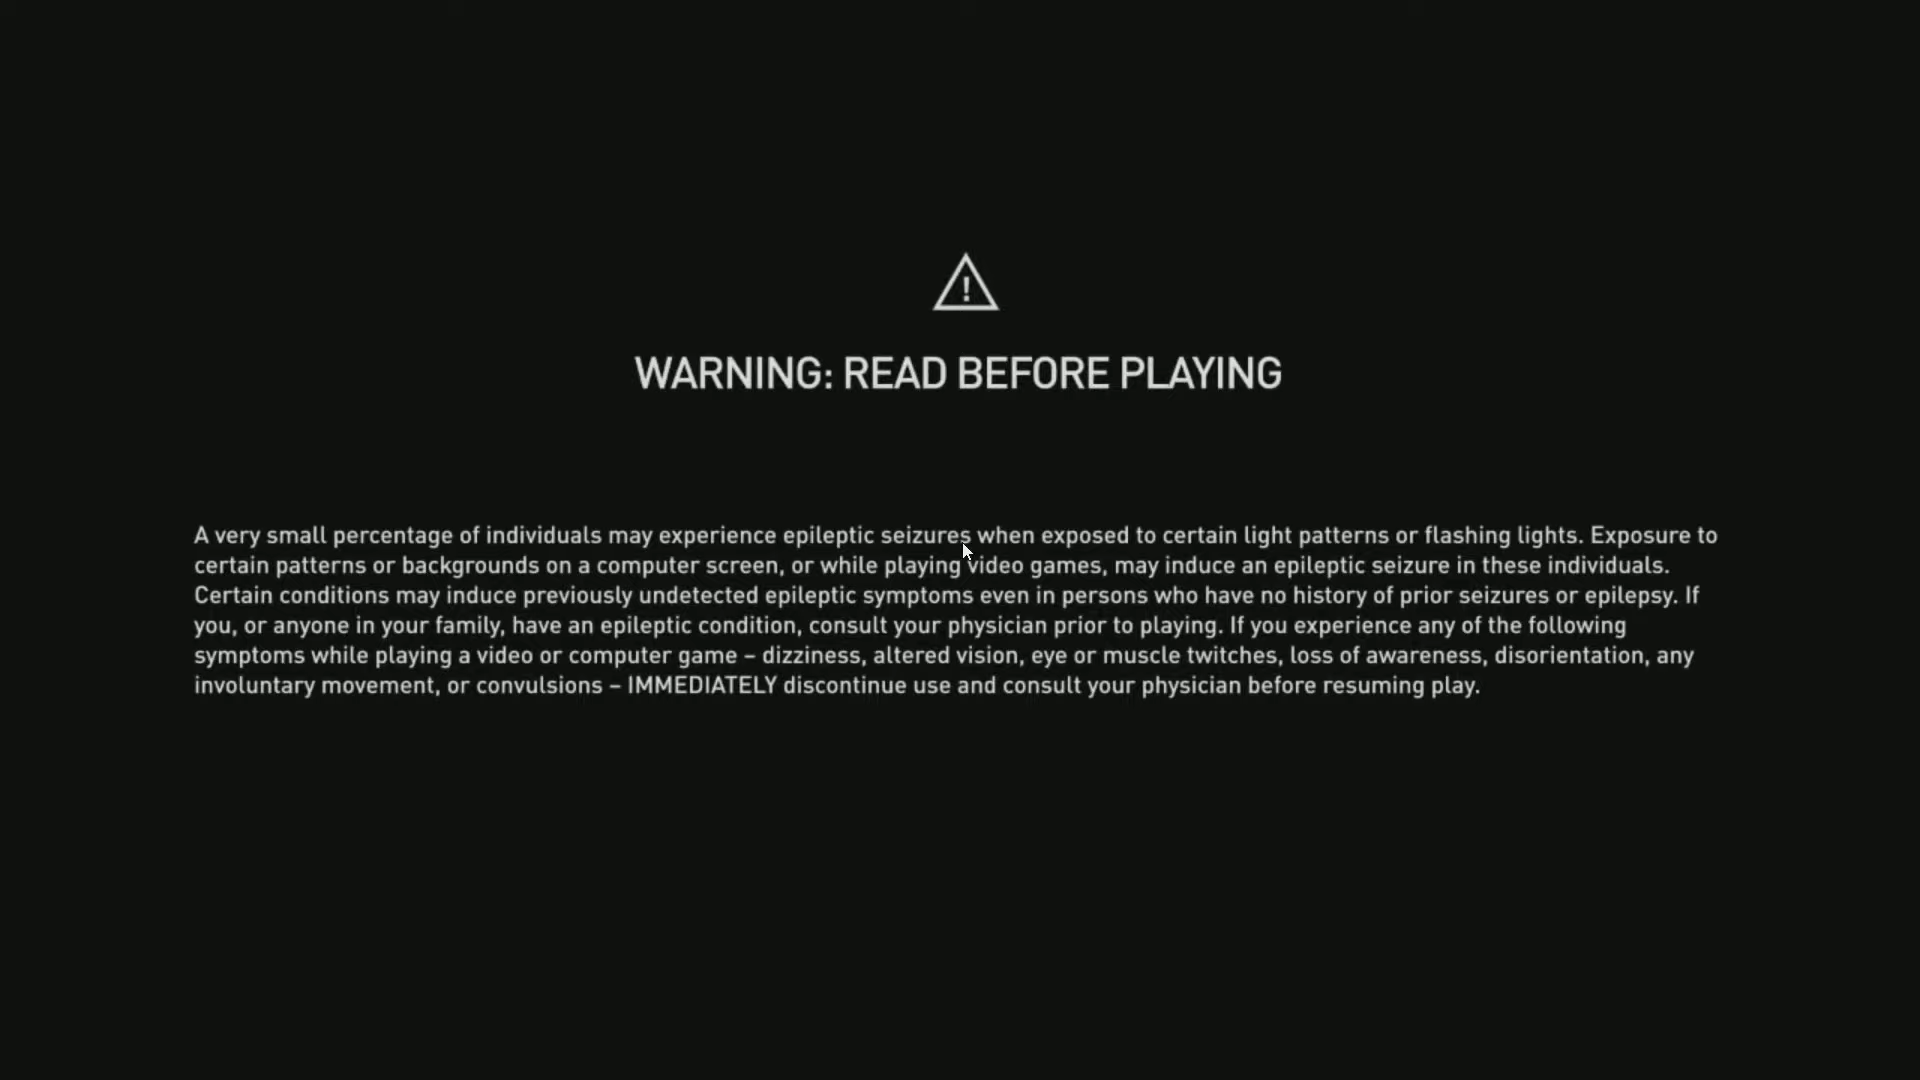 !
WARNING: READ BEFORE PLAYING
A very small percentage of individuals may experience epileptic seizures when exposed to certain light patterns or flashing lights. Exposure to
certain patterns or backgrounds on a computer screen, or while playing video games, may induce an epileptic seizure in these individuals.
Certain conditions may induce previously undetected epileptic symptoms even in persons who have no history of prior seizures or epilepsy. If
you, or anyone in your family, have an epileptic condition, consult your physician prior to playing. If you experience any of the following
symptoms while playing a video or computer game – dizziness, altered vision, eye or muscle twitches, loss of awareness, disorientation, any
involuntary movement, or convulsions – IMMEDIATELY discontinue use and consult your physician before resuming play.